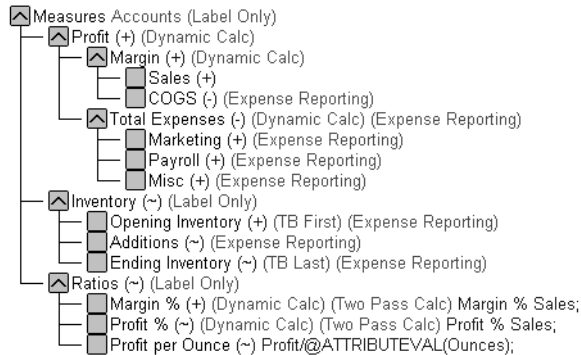 Measures Accounts (Label Only)
Profit (+) (Dynamic Calc)
Margin (+) (Dynamic Calc)
Sales (+)
COGS (-) (Expense Reporting)
Total Expenses (-) (Dynamic Calc) (Expense Reporting)
Marketing (+) (Expense Reporting)
Payroll (+) (Expense Reporting)
Misc (+) (Expense Reporting)
Inventory (~) (Label Only)
Opening Inventory (+) (TB First) (Expense Reporting)
Additions (~) (Expense Reporting)
Ending Inventory (~) (TB Last) (Expense Reporting)
Ratios (~) (Label Only)
Margin % (+) (Dynamic Calc) (Two Pass Calc) Margin % Sales;
Profit % (~) (Dynamic Calc) (Two Pass Calc) Profit % Sales;
Profit per Ounce (~) Profit/@ATTRIBUTEVAL(Ounces);